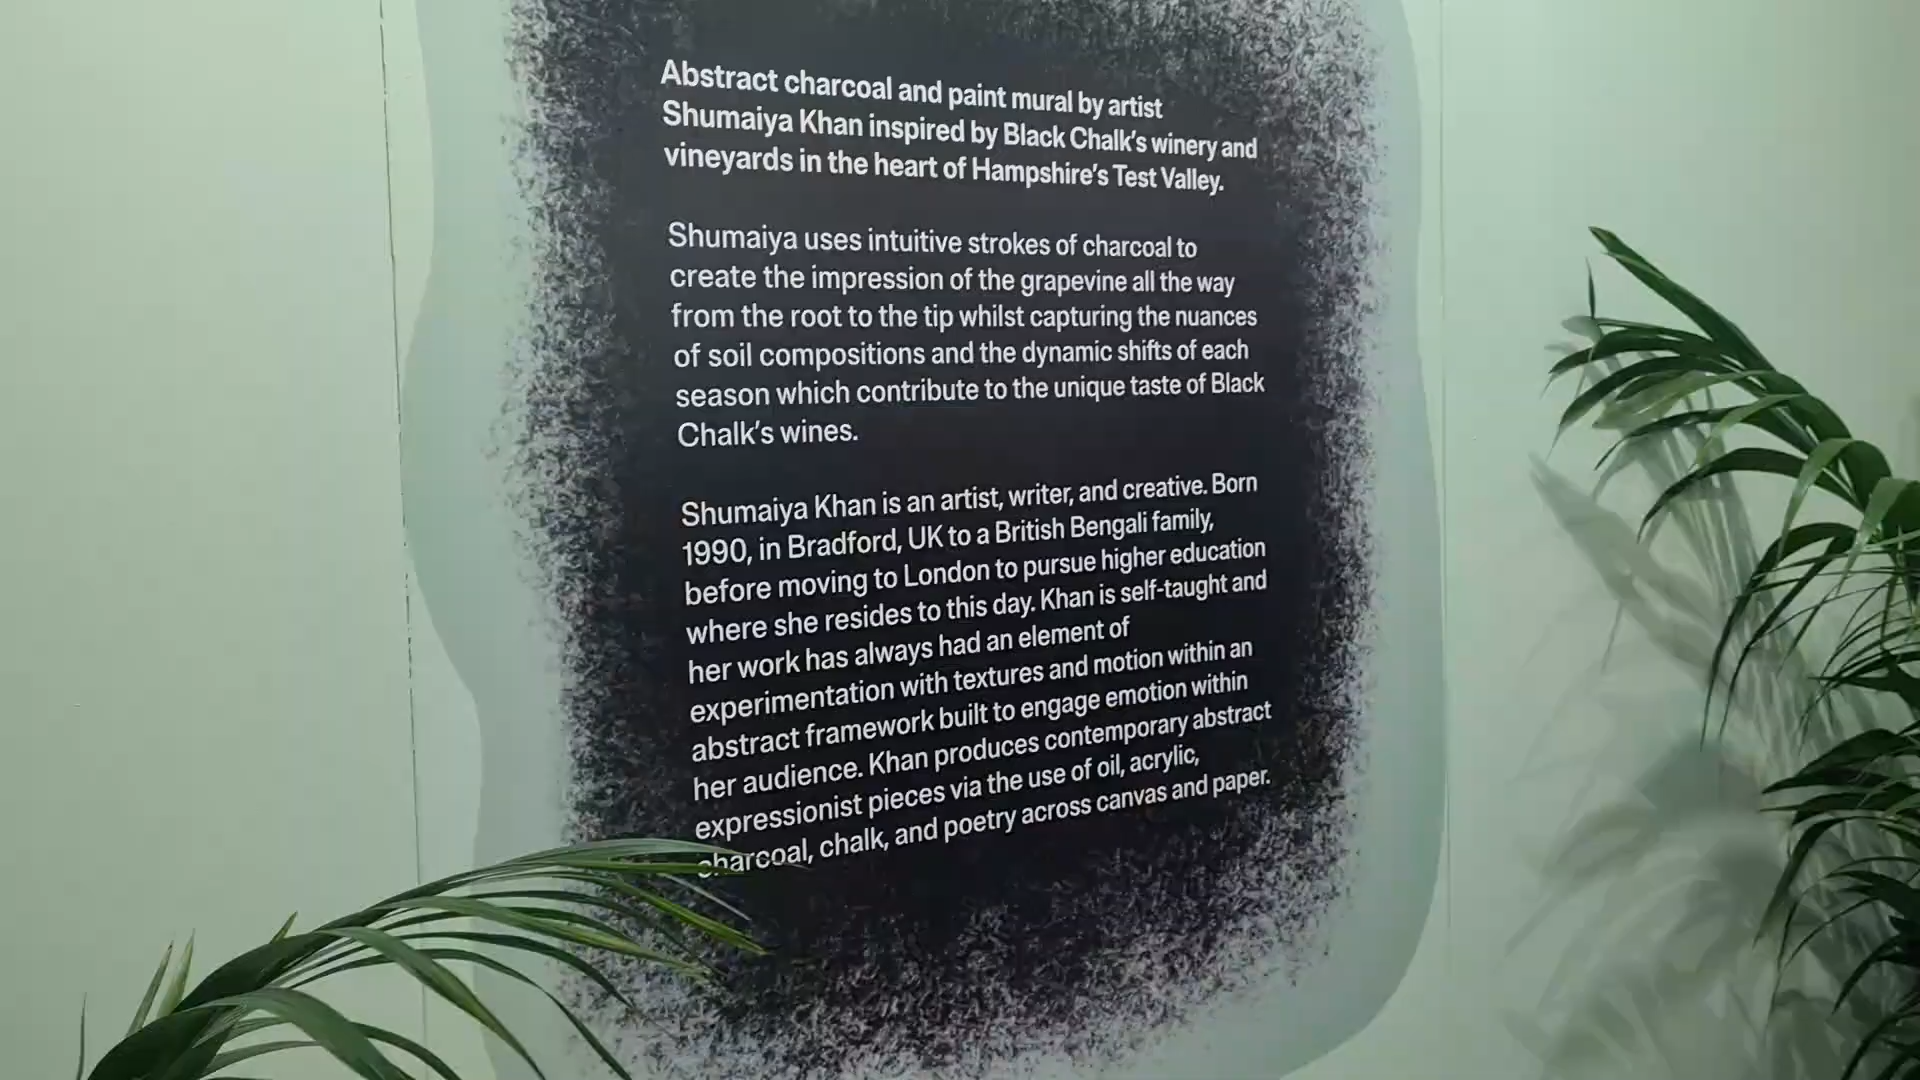 Abstract charcoal and paint mural by artist
Shumaiya Khan inspired by Black Chalk's winery and
vineyards in the heart of Hampshire's Test Valley.
Shumaiya uses intuitive strokes of charcoal to
create the impression of the grapevine all the way
from the root to the tip whilst capturing the nuances
of soil compositions and the dynamic shifts of each
season which contribute to the unique taste of Black
Chalk's wines.
Shumaiya Khan is an artist, writer, and creative. Born
1990, in Bradford, UK to a British Bengali family,
before moving to London to pursue higher education
where she resides to this day. Khan is self-taught and
her work has always had an element of
experimentation with textures and motion within an
abstract framework built to engage emotion within
her audience. Khan produces contemporary abstract
expressionist pieces via the use of oil, acrylic,
charcoal, chalk, and poetry across canvas and paper.